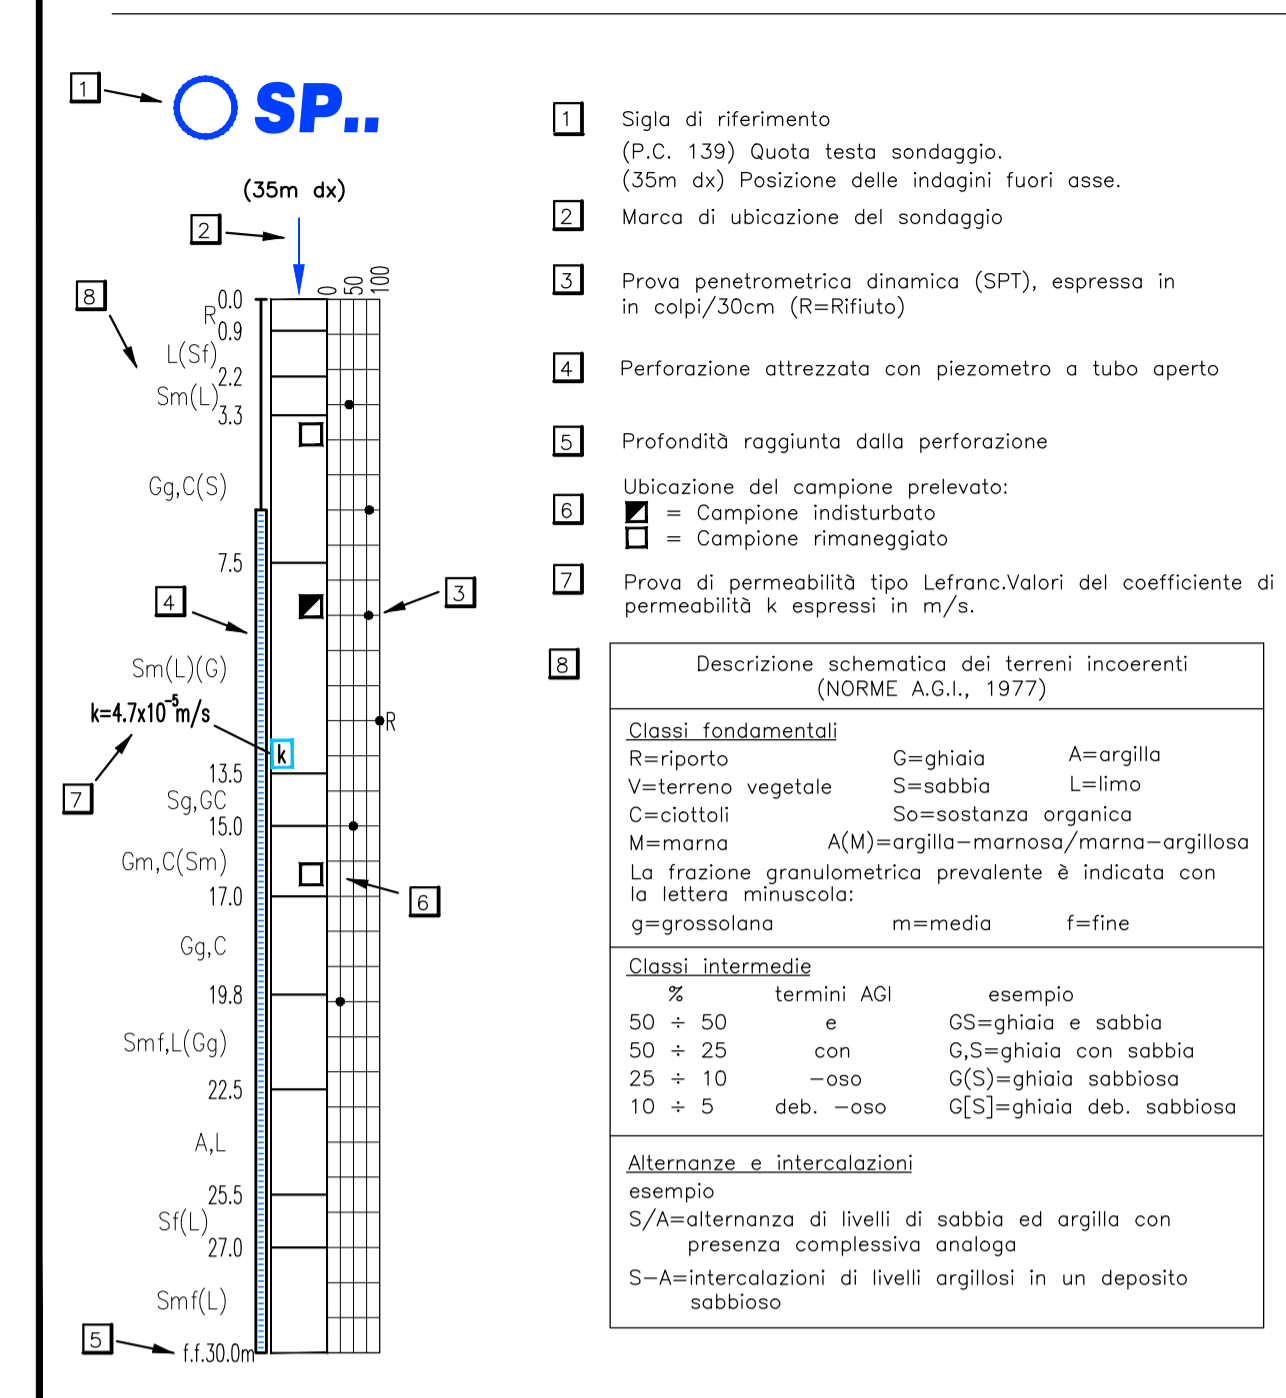 1
SP..
(35m dx)
2
8
0 50 100
0.0
R
0.9
L(Sf)
2.2
Sm(L)
3.3
Gg,C(S)
7.5
4
3
Sm(L)(G)
k=4.7x10⁻⁵m/s
R
k
13.5
7
Sg,GC
15.0
Gm,C(Sm)
17.0
6
Gg,C
19.8
Smf,L(Gg)
22.5
A,L
25.5
Sf(L)
27.0
Smf(L)
5
f.f.30.0m
1 Sigla di riferimento
(P.C. 139) Quota testa sondaggio.
(35m dx) Posizione delle indagini fuori asse.
2 Marca di ubicazione del sondaggio
3 Prova penetrometrica dinamica (SPT), espressa in
in colpi/30cm (R=Rifiuto)
4 Perforazione attrezzata con piezometro a tubo aperto
5 Profondità raggiunta dalla perforazione
Ubicazione del campione prelevato:
6 = Campione indisturbato
= Campione rimaneggiato
7 Prova di permeabilità tipo Lefranc.Valori del coefficiente di
permeabilità k espressi in m/s.
8 Descrizione schematica dei terreni incoerenti
(NORME A.G.I., 1977)
Classi fondamentali
R=riporto G=ghiaia A=argilla
V=terreno vegetale S=sabbia L=limo
C=ciottoli So=sostanza organica
M=marna A(M)=argilla-marnosa/marna-argillosa
La frazione granulometrica prevalente è indicata con
la lettera minuscola:
g=grossolana m=media f=fine
Classi intermedie
% termini AGI esempio
50 ÷ 50 e GS=ghiaia e sabbia
50 ÷ 25 con G,S=ghiaia con sabbia
25 ÷ 10 -oso G(S)=ghiaia sabbiosa
10 ÷ 5 deb. -oso G[S]=ghiaia deb. sabbiosa
Alternanze e intercalazioni
esempio
S/A=alternanza di livelli di sabbia ed argilla con
presenza complessiva analoga
S-A=intercalazioni di livelli argillosi in un deposito
sabbioso